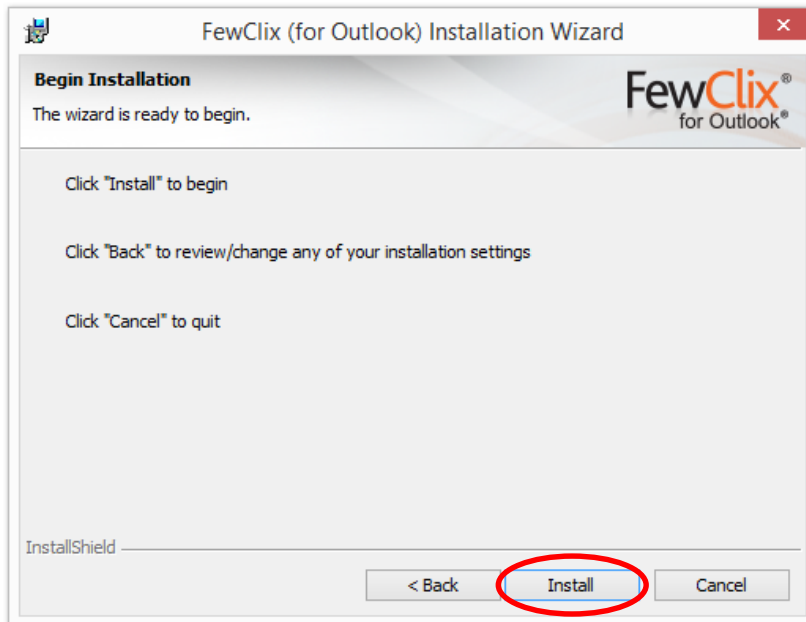 FewClix (for Outlook) Installation Wizard
Begin Installation
The wizard is ready to begin.
FewClix®
for Outlook®
Click "Install" to begin
Click "Back" to review/change any of your installation settings
Click "Cancel" to quit
InstallShield
< Back Install Cancel